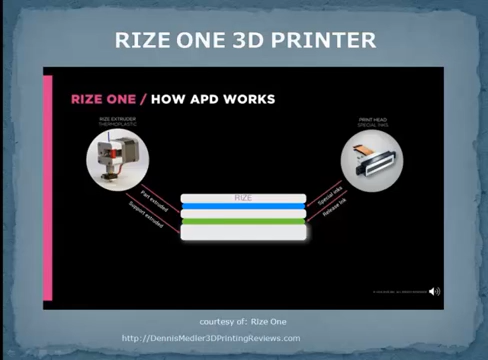 RIZE ONE 3D PRINTER
RIZE ONE / HOW APD WORKS
RIZE EXTRUDER
THERMOPLASTIC
PRINT HEAD
SPECIAL INKS
RIZE
Part extruded
Support extruded
Special inks
Release ink
courtesy of: Rize One
http://DennisMedler3DPrintingReviews.com